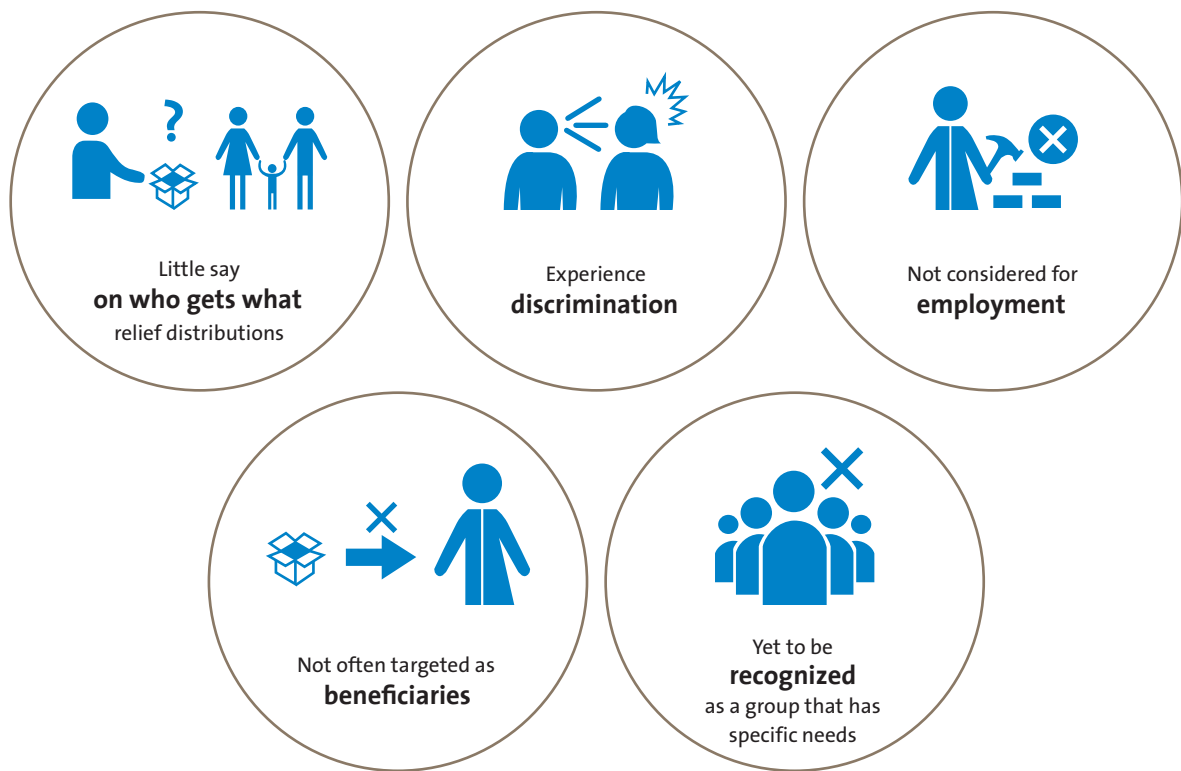 ?
Little say
on who gets what
relief distributions
Experience
discrimination
Not considered for
employment
Not often targeted as
beneficiaries
Yet to be
recognized
as a group that has
specific needs